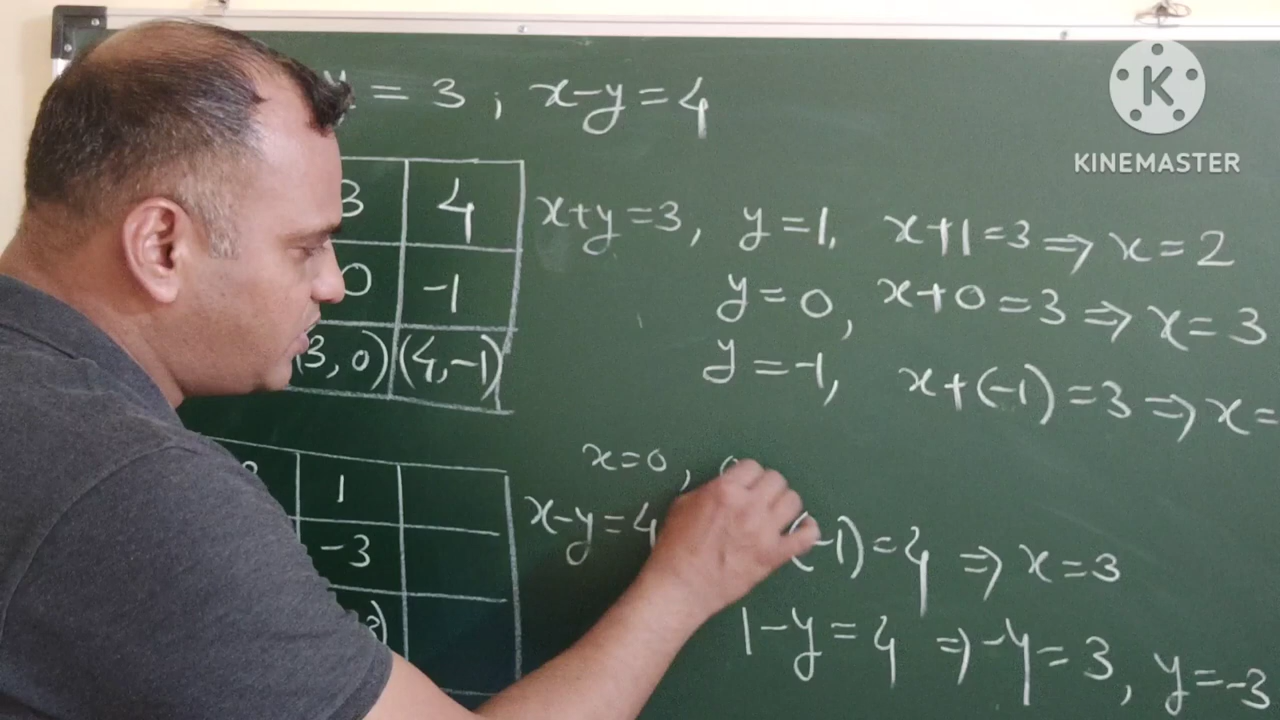 = 3 ; x-y=4
K
KINEMASTER
3 4
0 -1
(3, 0) (4,-1)
x+y=3, y=1, x+1=3 ⇒ x=2
y=0, x+0=3 ⇒ x=3
y=-1, x+(-1)=3 ⇒ x=
1
-3
x=0, 0
x-y=4 (-1)=4 ⇒ x=3
1-y=4 ⇒ -y=3, y=-3